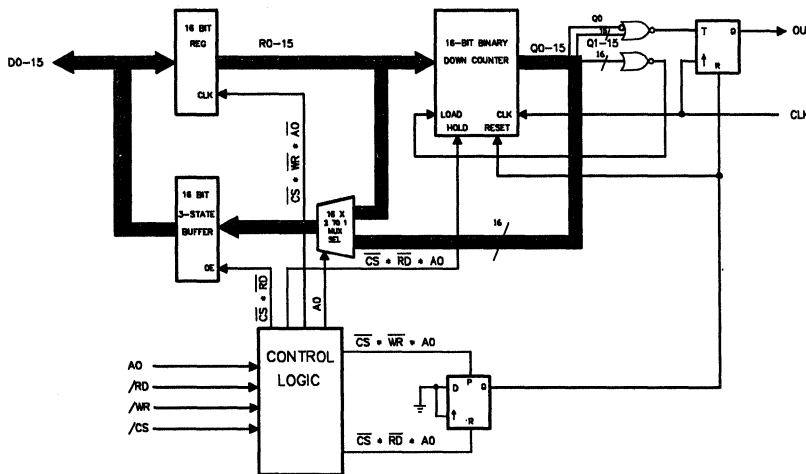 D0-15
16 BIT
REG
CLK
R0-15
16-BIT BINARY
DOWN COUNTER
LOAD
HOLD
CLK
RESET
Q0-15
Q0
16
Q1-15
16
T
Q
R
OU
CLK
CS * WR * A0
16 BIT
3-STATE
BUFFER
OE
16 X
2 TO 1
MUX
SEL
16
CS * RD * A0
CS * RD
A0
A0
/RD
/WR
/CS
CONTROL
LOGIC
CS * WR * A0
P
D
Q
R
CS * RD * A0